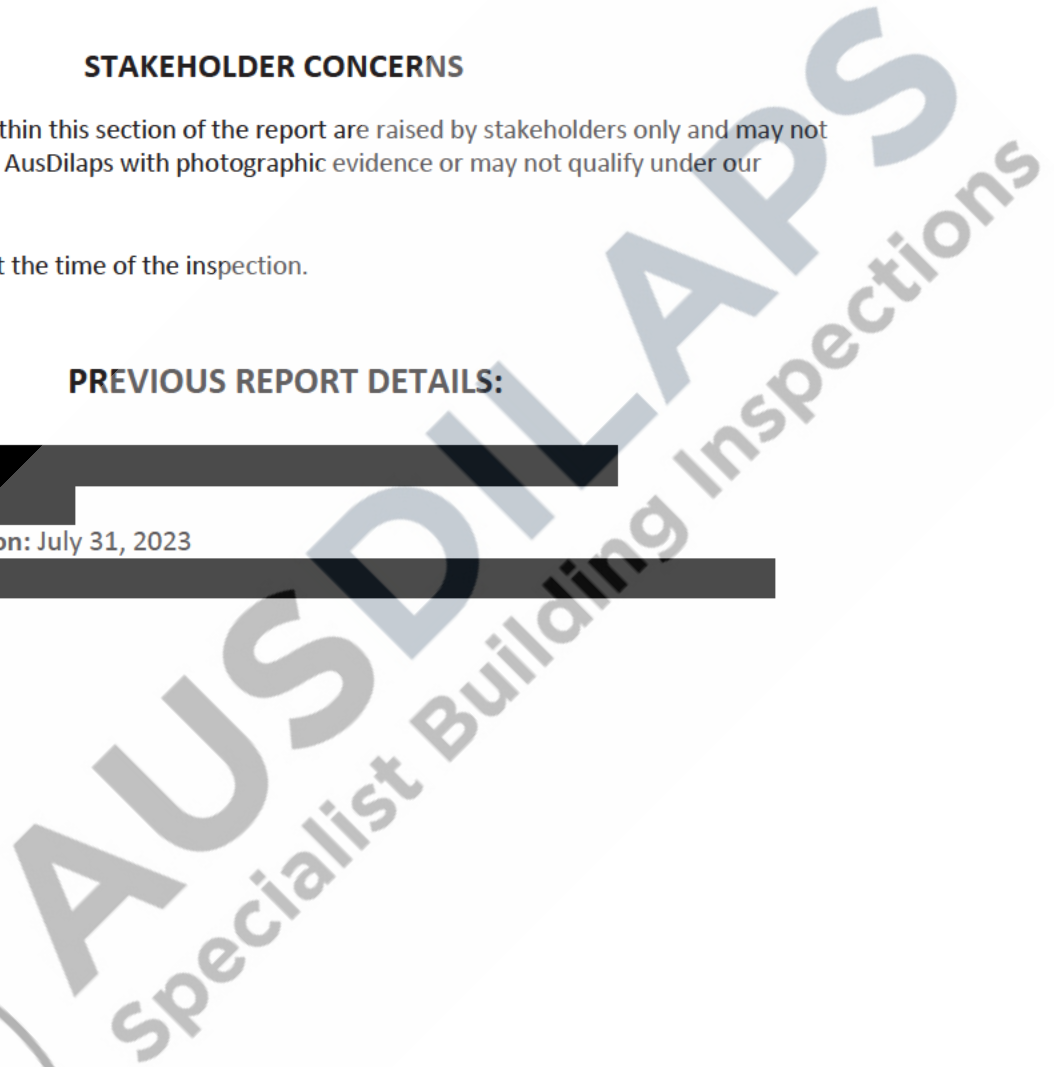 STAKEHOLDER CONCERNS
thin this section of the report are raised by stakeholders only and may not
AusDilaps with photographic evidence or may not qualify under our
t the time of the inspection.
PREVIOUS REPORT DETAILS:
on: July 31, 2023
AUSDILAPS
Specialist Building Inspections